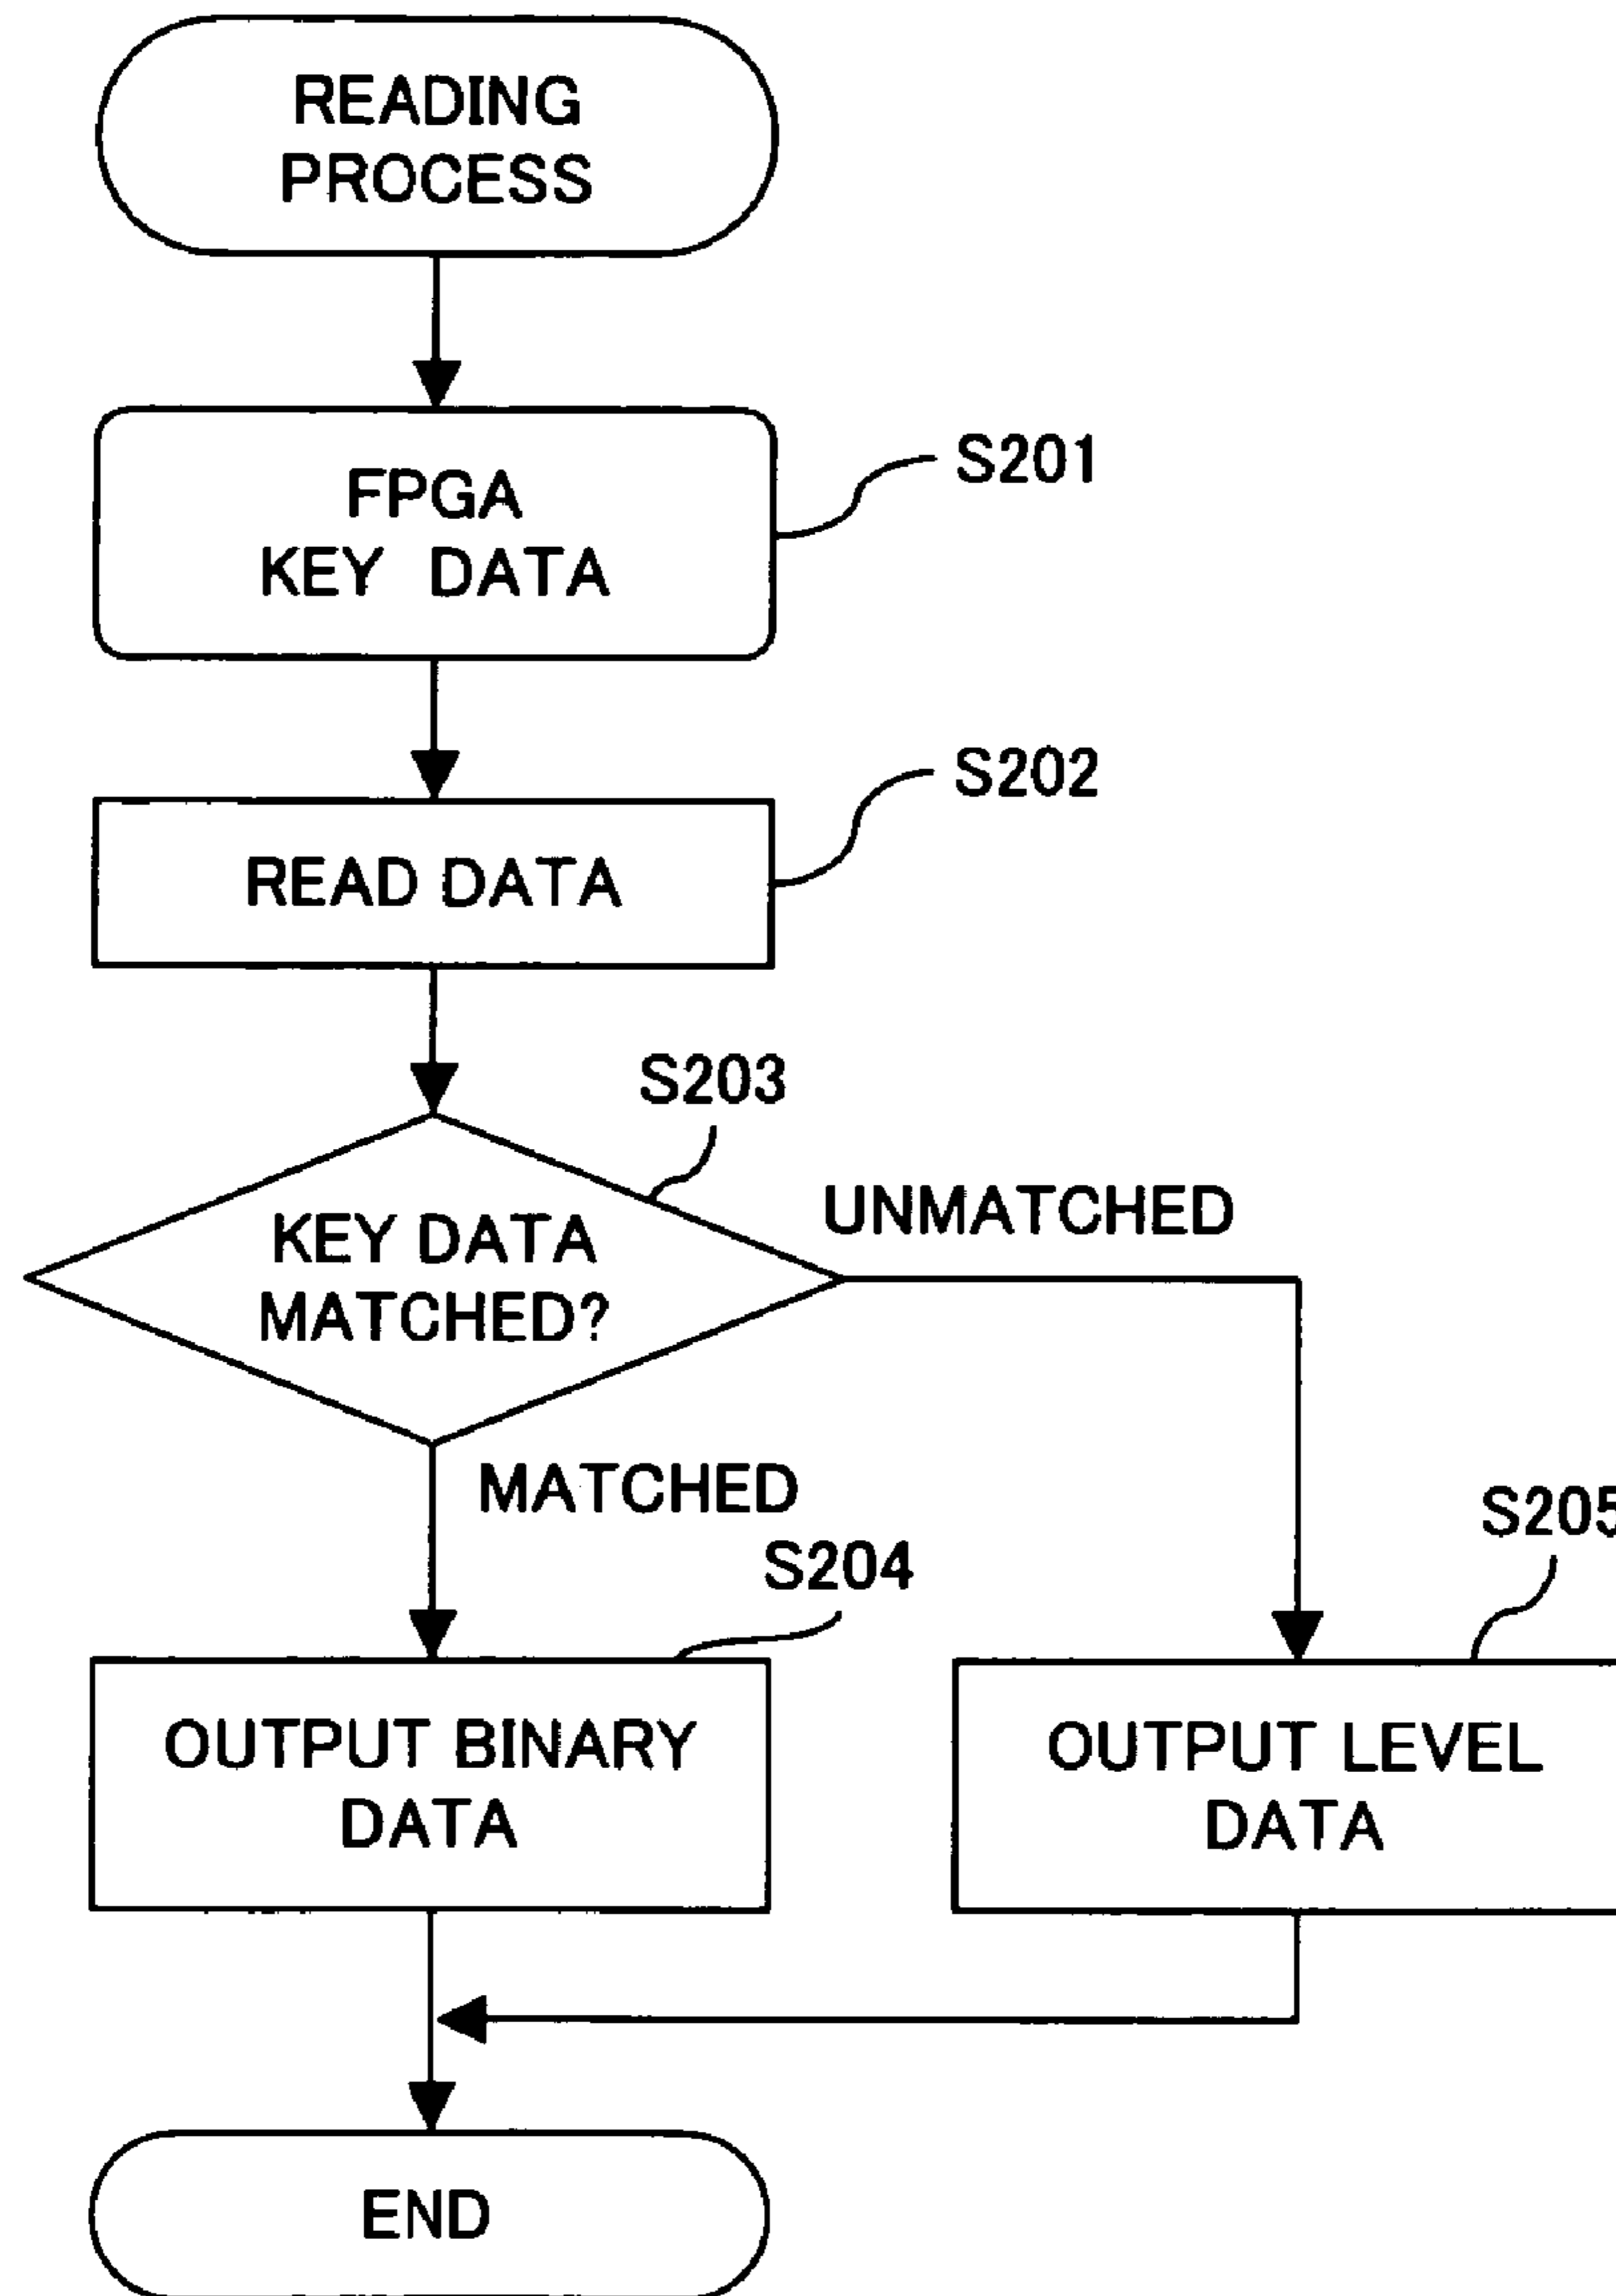 READING
PROCESS
FPGA
KEY DATA
S201
READ DATA
S202
S203
KEY DATA
MATCHED?
UNMATCHED
MATCHED
S204
S205
OUTPUT BINARY
DATA
OUTPUT LEVEL
DATA
END